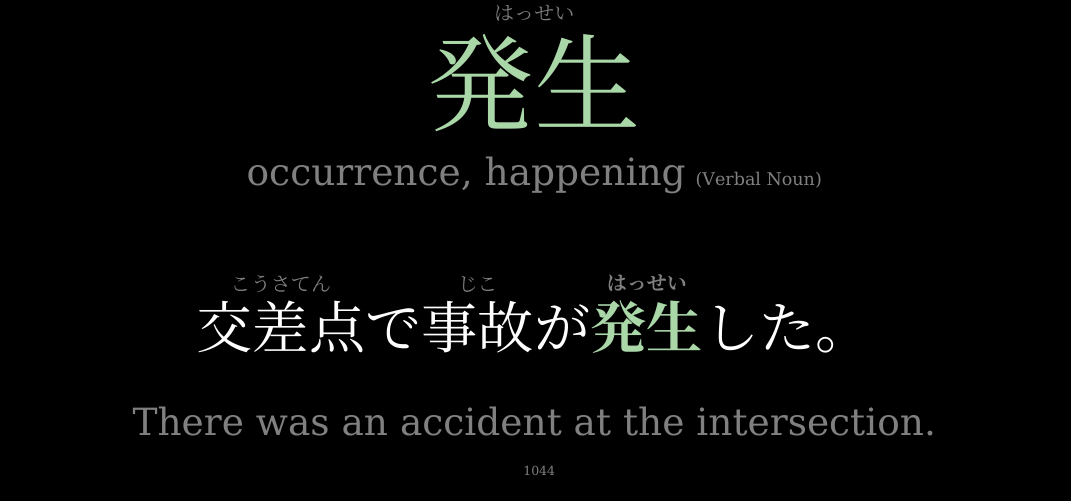 はっせい
発生
occurrence, happening (Verbal Noun)
こうさてん じこ はっせい
交差点で事故が発生した。
There was an accident at the intersection.
1044